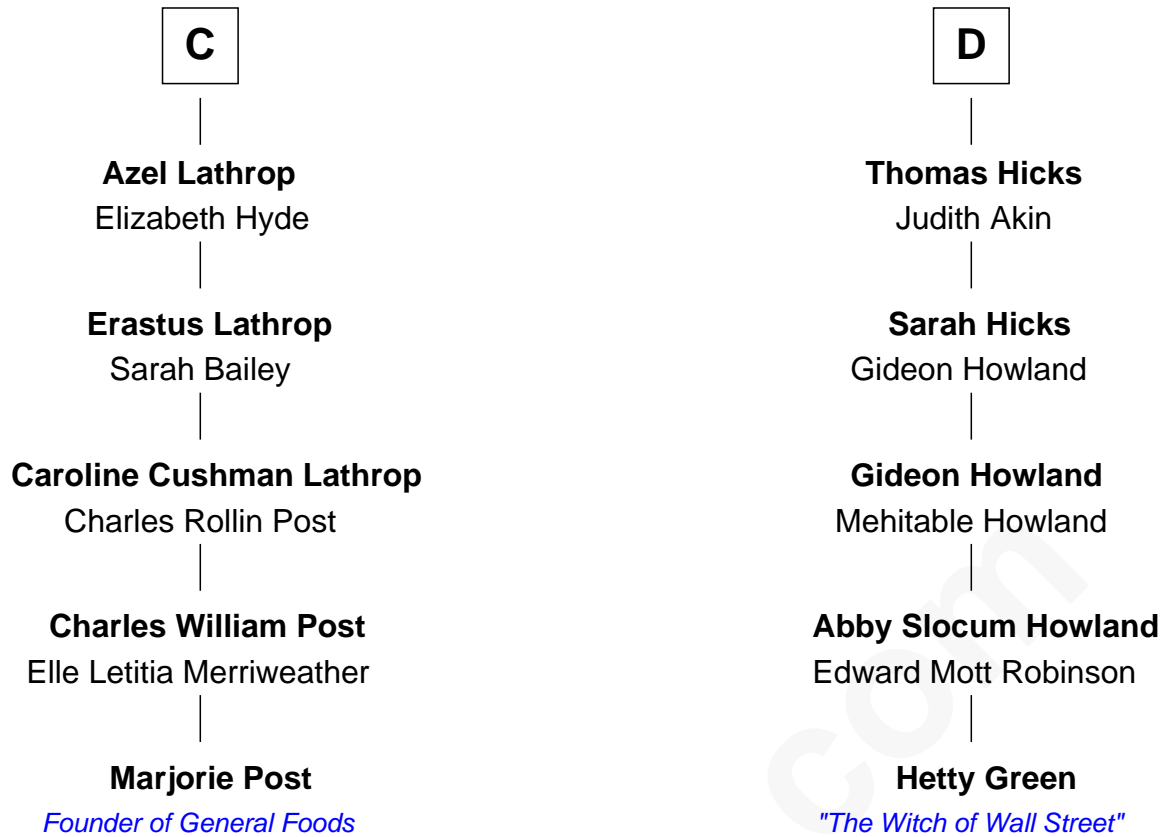 C
Azel Lathrop
Elizabeth Hyde
Erastus Lathrop
Sarah Bailey
Caroline Cushman Lathrop
Charles Rollin Post
Charles William Post
Elle Letitia Merriweather
Marjorie Post
Founder of General Foods
D
Thomas Hicks
Judith Akin
Sarah Hicks
Gideon Howland
Gideon Howland
Mehitable Howland
Abby Slocum Howland
Edward Mott Robinson
Hetty Green
"The Witch of Wall Street"
com